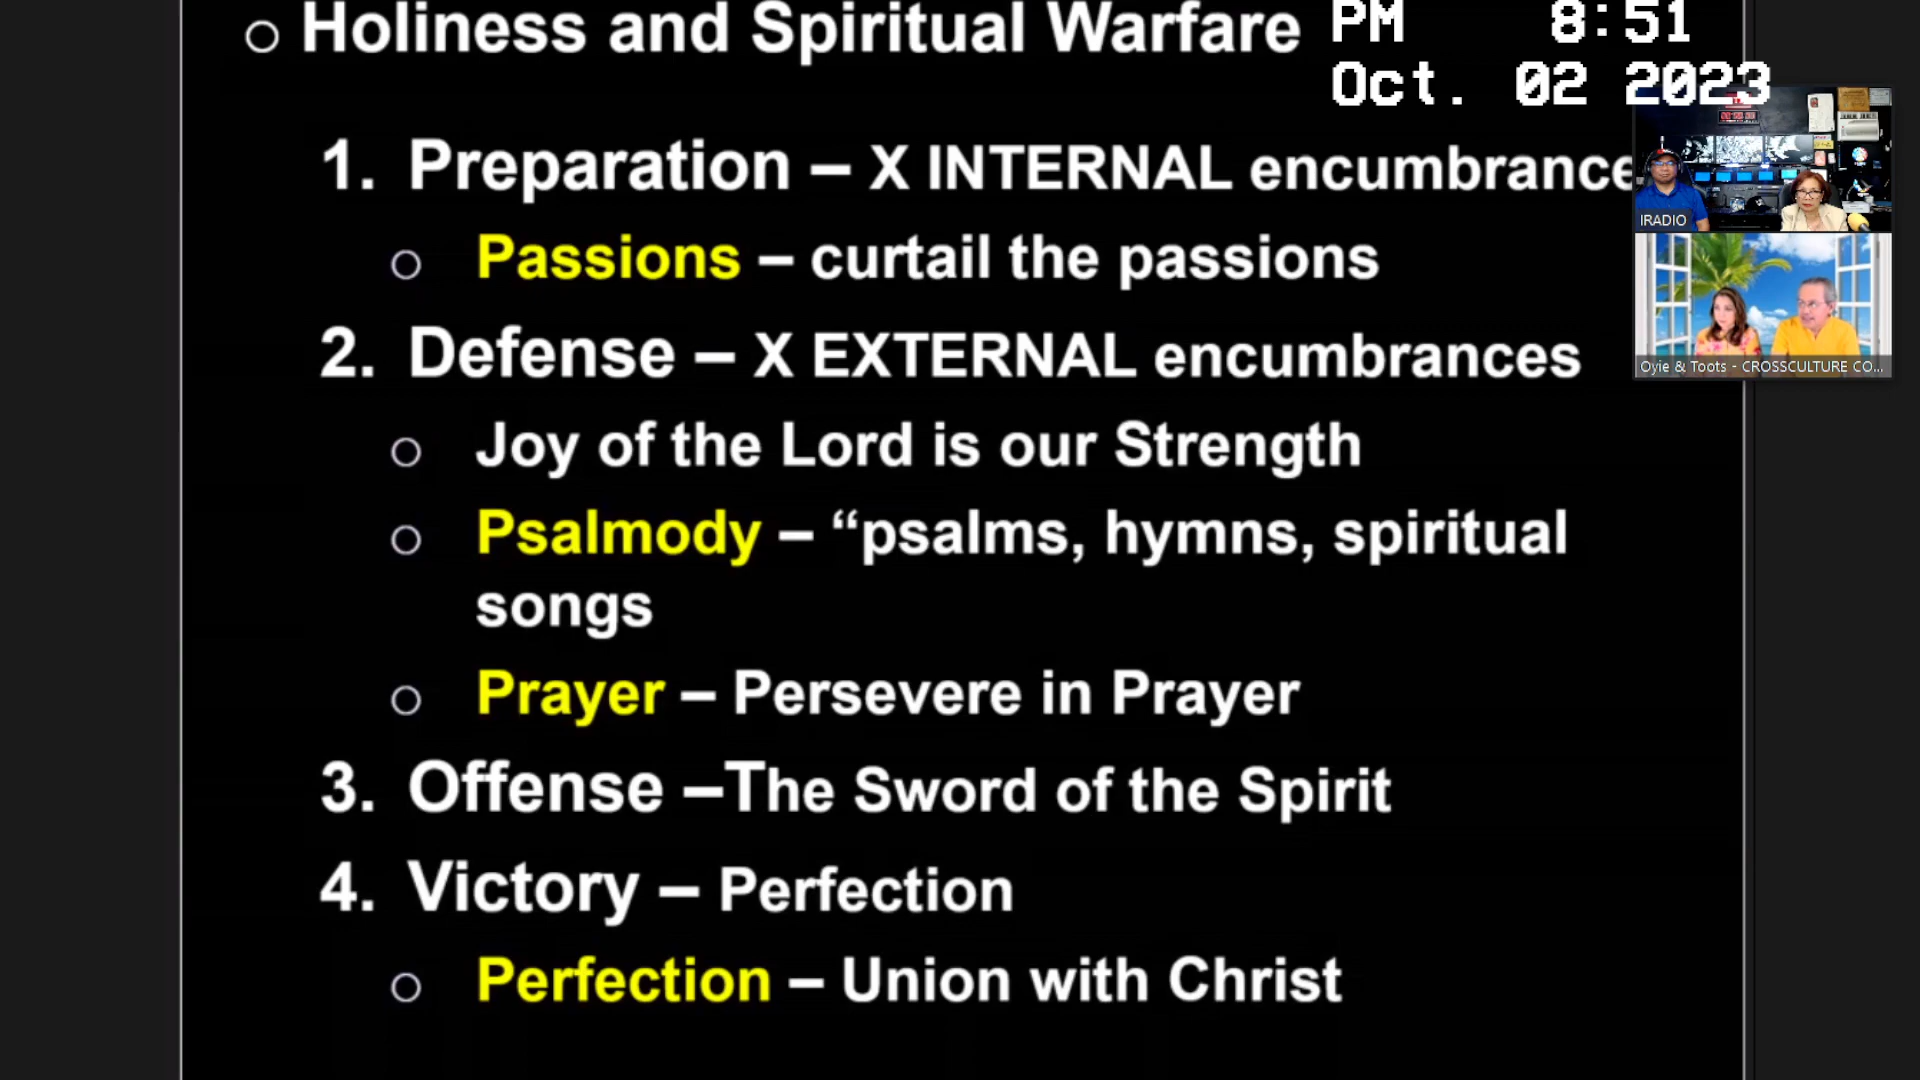 ○ Holiness and Spiritual Warfare
PM 8:51
Oct. 02 2023
1. Preparation – X INTERNAL encumbrance
○ Passions – curtail the passions
2. Defense – X EXTERNAL encumbrances
○ Joy of the Lord is our Strength
○ Psalmody – “psalms, hymns, spiritual
songs
○ Prayer – Persevere in Prayer
3. Offense –The Sword of the Spirit
4. Victory – Perfection
○ Perfection – Union with Christ
IRADIO
Oyie & Toots - CROSSCULTURE CO...